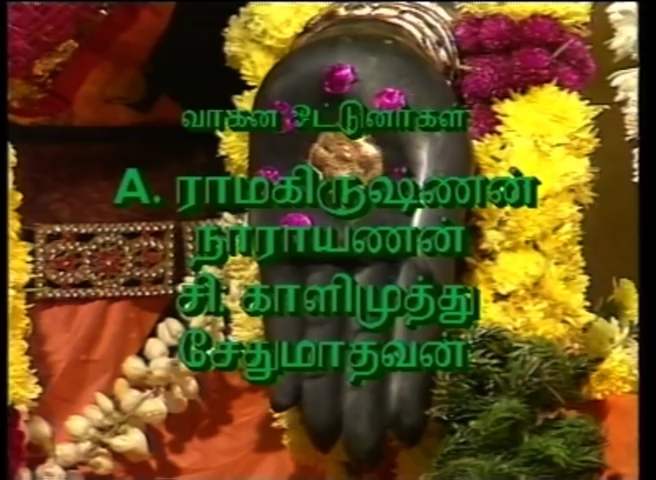 வாகன ஓட்டுனர்கள்
A. ராமகிருஷ்ணன்
நாராயணன்
சி. காளிமுத்து
சேதுமாதவன்